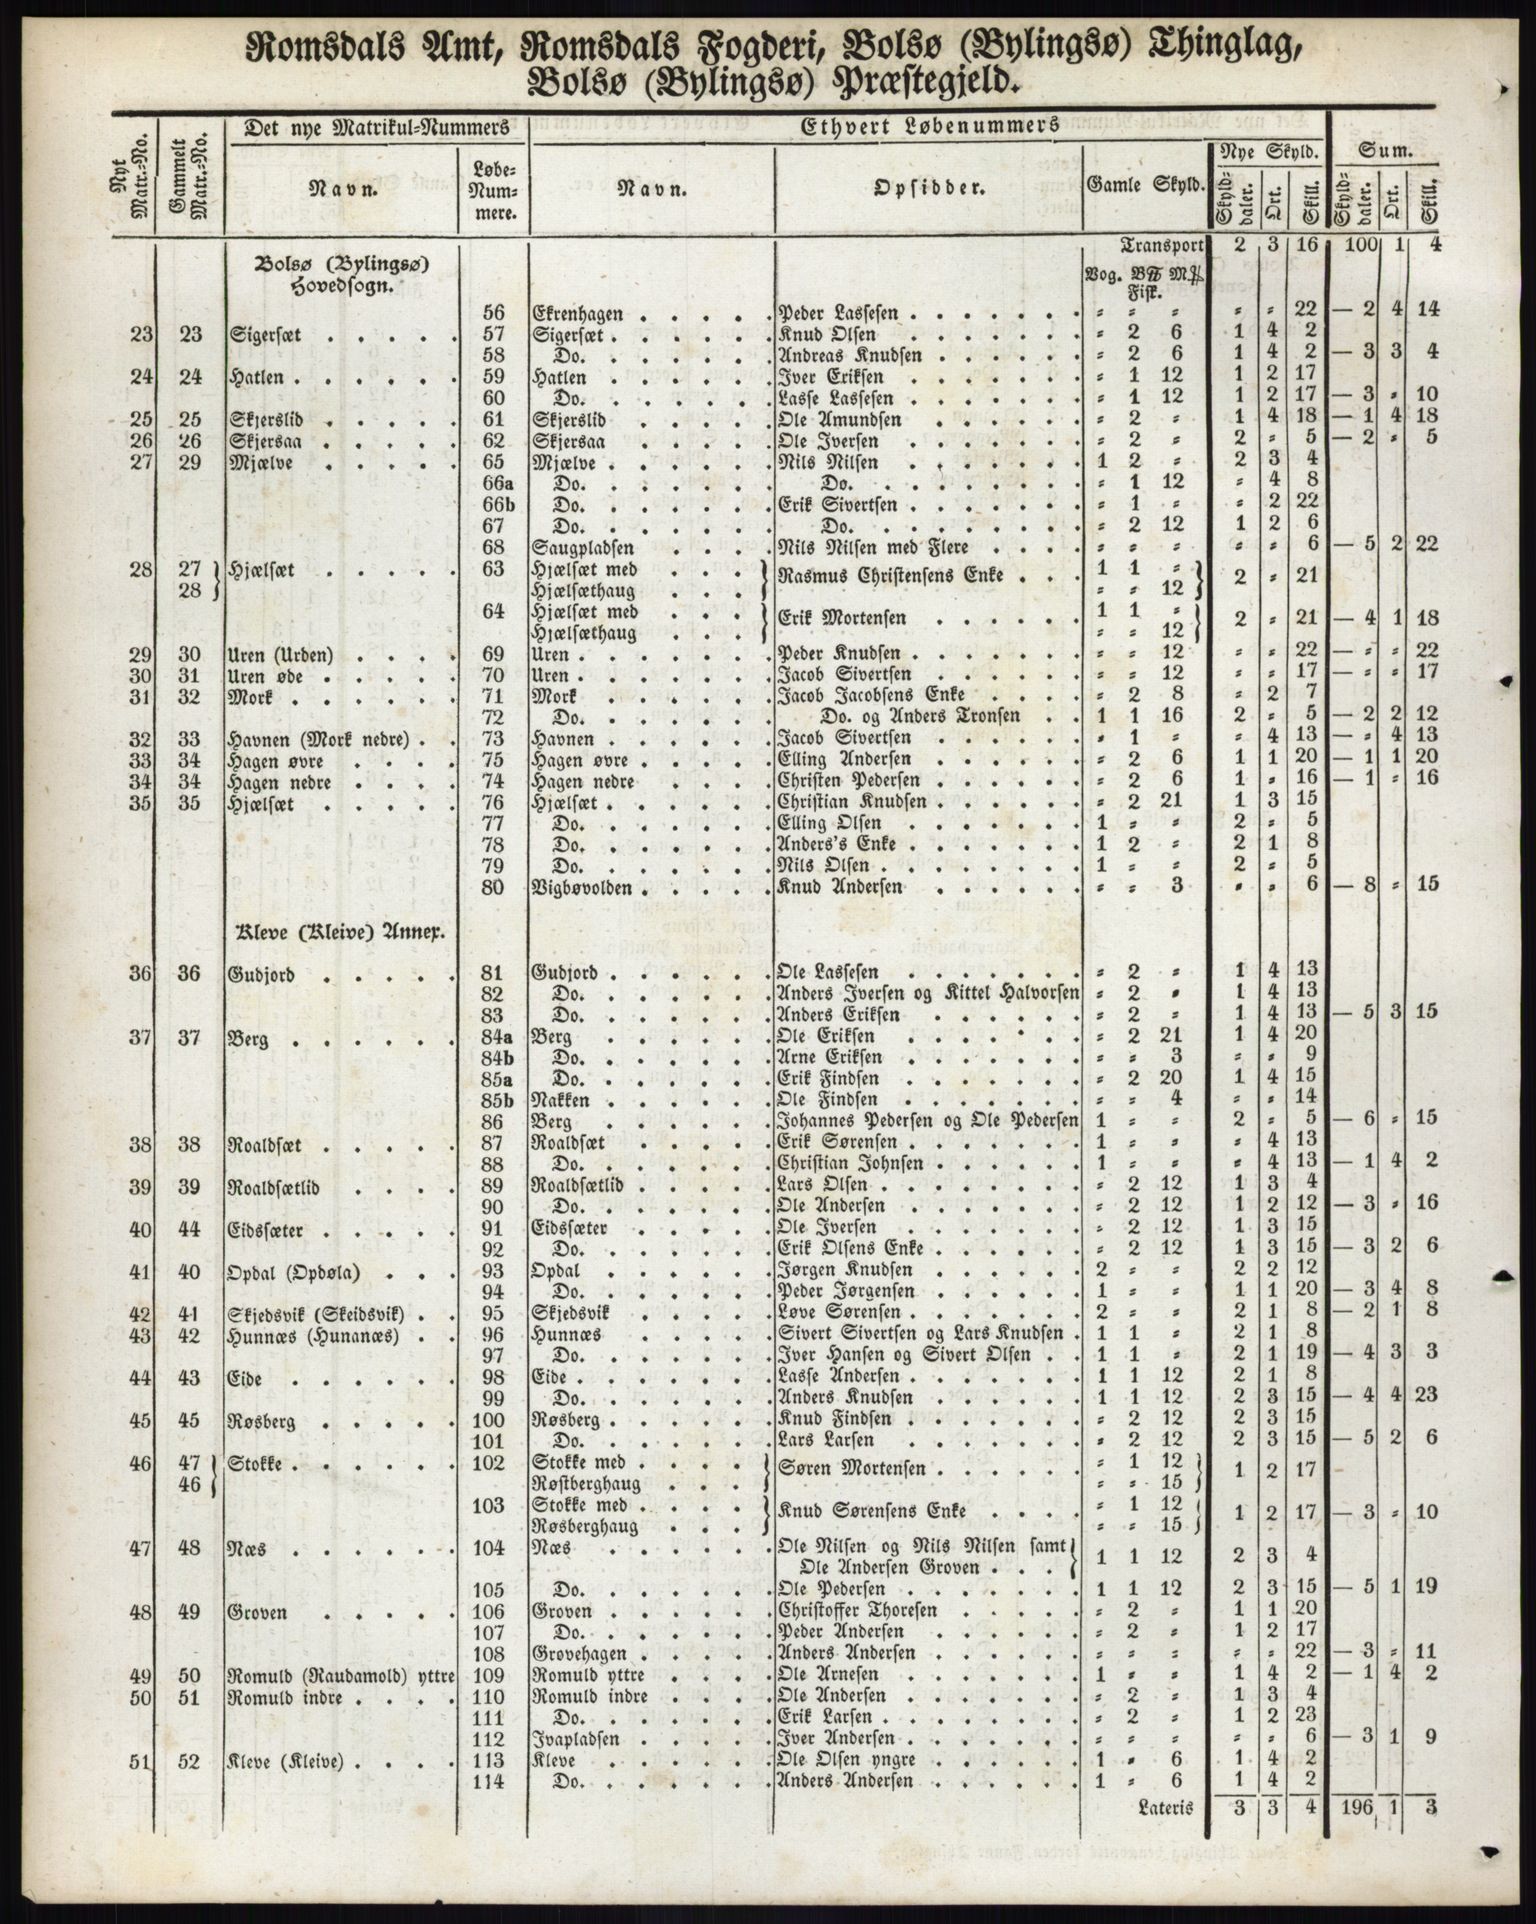 Romsdals Amt, Romsdals Fogderi, Bolsø (Bylingsø) Thinglag,
Bolsø (Bylingsø) Præstegjeld.
Nyt Matr.-No. | Gammelt Matr.-No. | Det nye Matrikul-Nummers | Ethvert Løbenummers
Navn. | Løbe-Num-mere. | Navn. | Opsidder. | Gamle Skyld. | Nye Skyld. | Sum.
Skyld-daler. | Ort. | Skill. | Skyld-daler. | Ort. | Skill.
Transport 2 3 16 100 1 4
Bolsø (Bylingsø) Hovedsogn. Vog. B℔ M℔ Fisk.
56 Ekrenhagen . Peder Lassesen . = = = = = 22 — 2 4 14
23 23 Sigersæt . 57 Sigersæt . Knud Olsen = 2 6 1 4 2
58 Do. Andreas Knudsen . = 2 6 1 4 2 — 3 3 4
24 24 Hatlen . 59 Hatlen . Iver Eriksen . = 1 12 1 2 17
60 Do. Lasse Lassesen . = 1 12 1 2 17 — 3 = 10
25 25 Skjerslid . 61 Skjerslid . Ole Amundsen . = 2 = 1 4 18 — 1 4 18
26 26 Skjersaa . 62 Skjersaa . Ole Iversen . = 2 = 2 = 5 — 2 = 5
27 29 Mjælve . 65 Mjælve . Nils Nilsen . 1 2 = 2 3 4
66a Do. Do. = 1 12 = 4 8
66b Do. Erik Sivertsen . = 1 = = 2 22
67 Do. Do. = 2 12 1 2 6
68 Saugpladsen . Nils Nilsen med Flere . = = = = = 6 — 5 2 22
28 27 } Hjælsæt . 63 Hjælsæt med . } Rasmus Christensens Enke . 1 1 = } 2 = 21
28 Hjælsæthaug . = = 12
64 Hjælsæt med . } Erik Mortensen . 1 1 = } 2 = 21 — 4 1 18
Hjælsæthaug . = = 12
29 30 Uren (Urden) . 69 Uren . Peder Knudsen . = = 12 = = 22 — = = 22
30 31 Uren øde . 70 Uren . Jacob Sivertsen . = = 12 = = 17 — = = 17
31 32 Mork . 71 Mork . Jacob Jacobsens Enke . = 2 8 = 2 7
72 Do. Do. og Anders Tronsen . 1 1 16 2 = 5 — 2 2 12
32 33 Havnen (Mork nedre) . 73 Havnen . Jacob Sivertsen . = 1 = = 4 13 — = 4 13
33 34 Hagen øvre . 75 Hagen øvre . Elling Andersen . = 2 6 1 1 20 — 1 1 20
34 34 Hagen nedre . 74 Hagen nedre . Christen Pedersen . = 2 6 1 = 16 — 1 = 16
35 35 Hjælsæt . 76 Hjælsæt . Christian Knudsen . = 2 21 1 3 15
77 Do. Elling Olsen . 1 = = 2 = 5
78 Do. Anders's Enke . 1 2 = 2 1 8
79 Do. Nils Olsen . 1 = = 2 = 5
80 Vigbøvolden . Knud Andersen . = = 3 = = 6 — 8 = 15
Kleve (Kleive) Annex.
36 36 Gudjord . 81 Gudjord . Ole Lassesen . = 2 = 1 4 13
82 Do. Anders Iversen og Kittel Halvorsen = 2 = 1 4 13
83 Do. Anders Eriksen . = 2 = 1 4 13 — 5 3 15
37 37 Berg . 84a Berg . Ole Eriksen . = 2 21 1 4 20
84b Do. Arne Eriksen . = = 3 = = 9
85a Do. Erik Findsen . = 2 20 1 4 15
85b Nakken . Ole Findsen . = = 4 = = 14
86 Berg . Johannes Pedersen og Ole Pedersen 1 = = 2 = 5 — 6 = 15
38 38 Roaldsæt . 87 Roaldsæt . Erik Sørensen . 1 = = = 4 13
88 Do. Christian Johnsen . 1 = = = 4 13 — 1 4 2
39 39 Roaldsætlid . 89 Roaldsætlid . Lars Olsen . = 2 12 1 3 4
90 Do. Ole Andersen . = 2 12 1 2 12 — 3 = 16
40 44 Eidssæter . 91 Eidssæter . Ole Iversen . = 2 12 1 3 15
92 Do. Erik Olsens Enke . = 2 12 1 3 15 — 3 2 6
41 40 Opdal (Opdøla) . 93 Opdal . Jørgen Knudsen . 2 = = 2 2 12
94 Do. Peder Jørgensen . 1 = = 1 1 20 — 3 4 8
42 41 Skjedsvik (Skeidsvik) . 95 Skjedsvik . Løve Sørensen . 2 = = 2 1 8 — 2 1 8
43 42 Hunnæs (Hunanæs) . 96 Hunnæs . Sivert Sivertsen og Lars Knudsen . 1 1 = 2 1 8
97 Do. Iver Hansen og Sivert Olsen . 1 1 = 2 1 19 — 4 3 3
44 43 Eide . 98 Eide . Lasse Andersen . 1 1 12 2 1 8
99 Do. Anders Knudsen . 1 1 12 2 3 15 — 4 4 23
45 45 Røsberg . 100 Røsberg . Knud Findsen . = 2 12 2 3 15
101 Do. Lars Larsen . = 2 12 2 3 15 — 5 2 6
46 47 } Stokke . 102 Stokke med . } Søren Mortensen . = 1 12 } 1 2 17
46 Røstberghaug . = = 15
103 Stokke med . } Knud Sørensens Enke . = 1 12 } 1 2 17 — 3 = 10
Røsberghaug . = = 15
47 48 Næs . 104 Næs . Ole Nilsen og Nils Nilsen samt } 1 1 12 2 3 4
Ole Andersen Groven .
105 Do. Ole Pedersen . 1 1 12 2 3 15 — 5 1 19
48 49 Groven . 106 Groven . Christoffer Thoresen . = 2 = 1 1 20
107 Do. Peder Andersen . = 2 = 1 2 17
108 Grovehagen . Anders Andersen . = = = = = 22 — 3 = 11
49 50 Romuld (Raudamold) yttre 109 Romuld yttre . Ole Arnesen . 1 = = 1 4 2 — 1 4 2
50 51 Romuld indre . 110 Romuld indre . Ole Andersen . = 2 = 1 3 4
111 Do. Erik Larsen . = 2 = 1 2 23
112 Ivapladsen . Iver Andersen . = = = = = 6 — 3 1 9
51 52 Kleve (Kleive) . 113 Kleve . Ole Olsen yngre . 1 = 6 1 4 2
114 Do. Anders Andersen . 1 = 6 1 4 2
Lateris 3 3 4 196 1 3